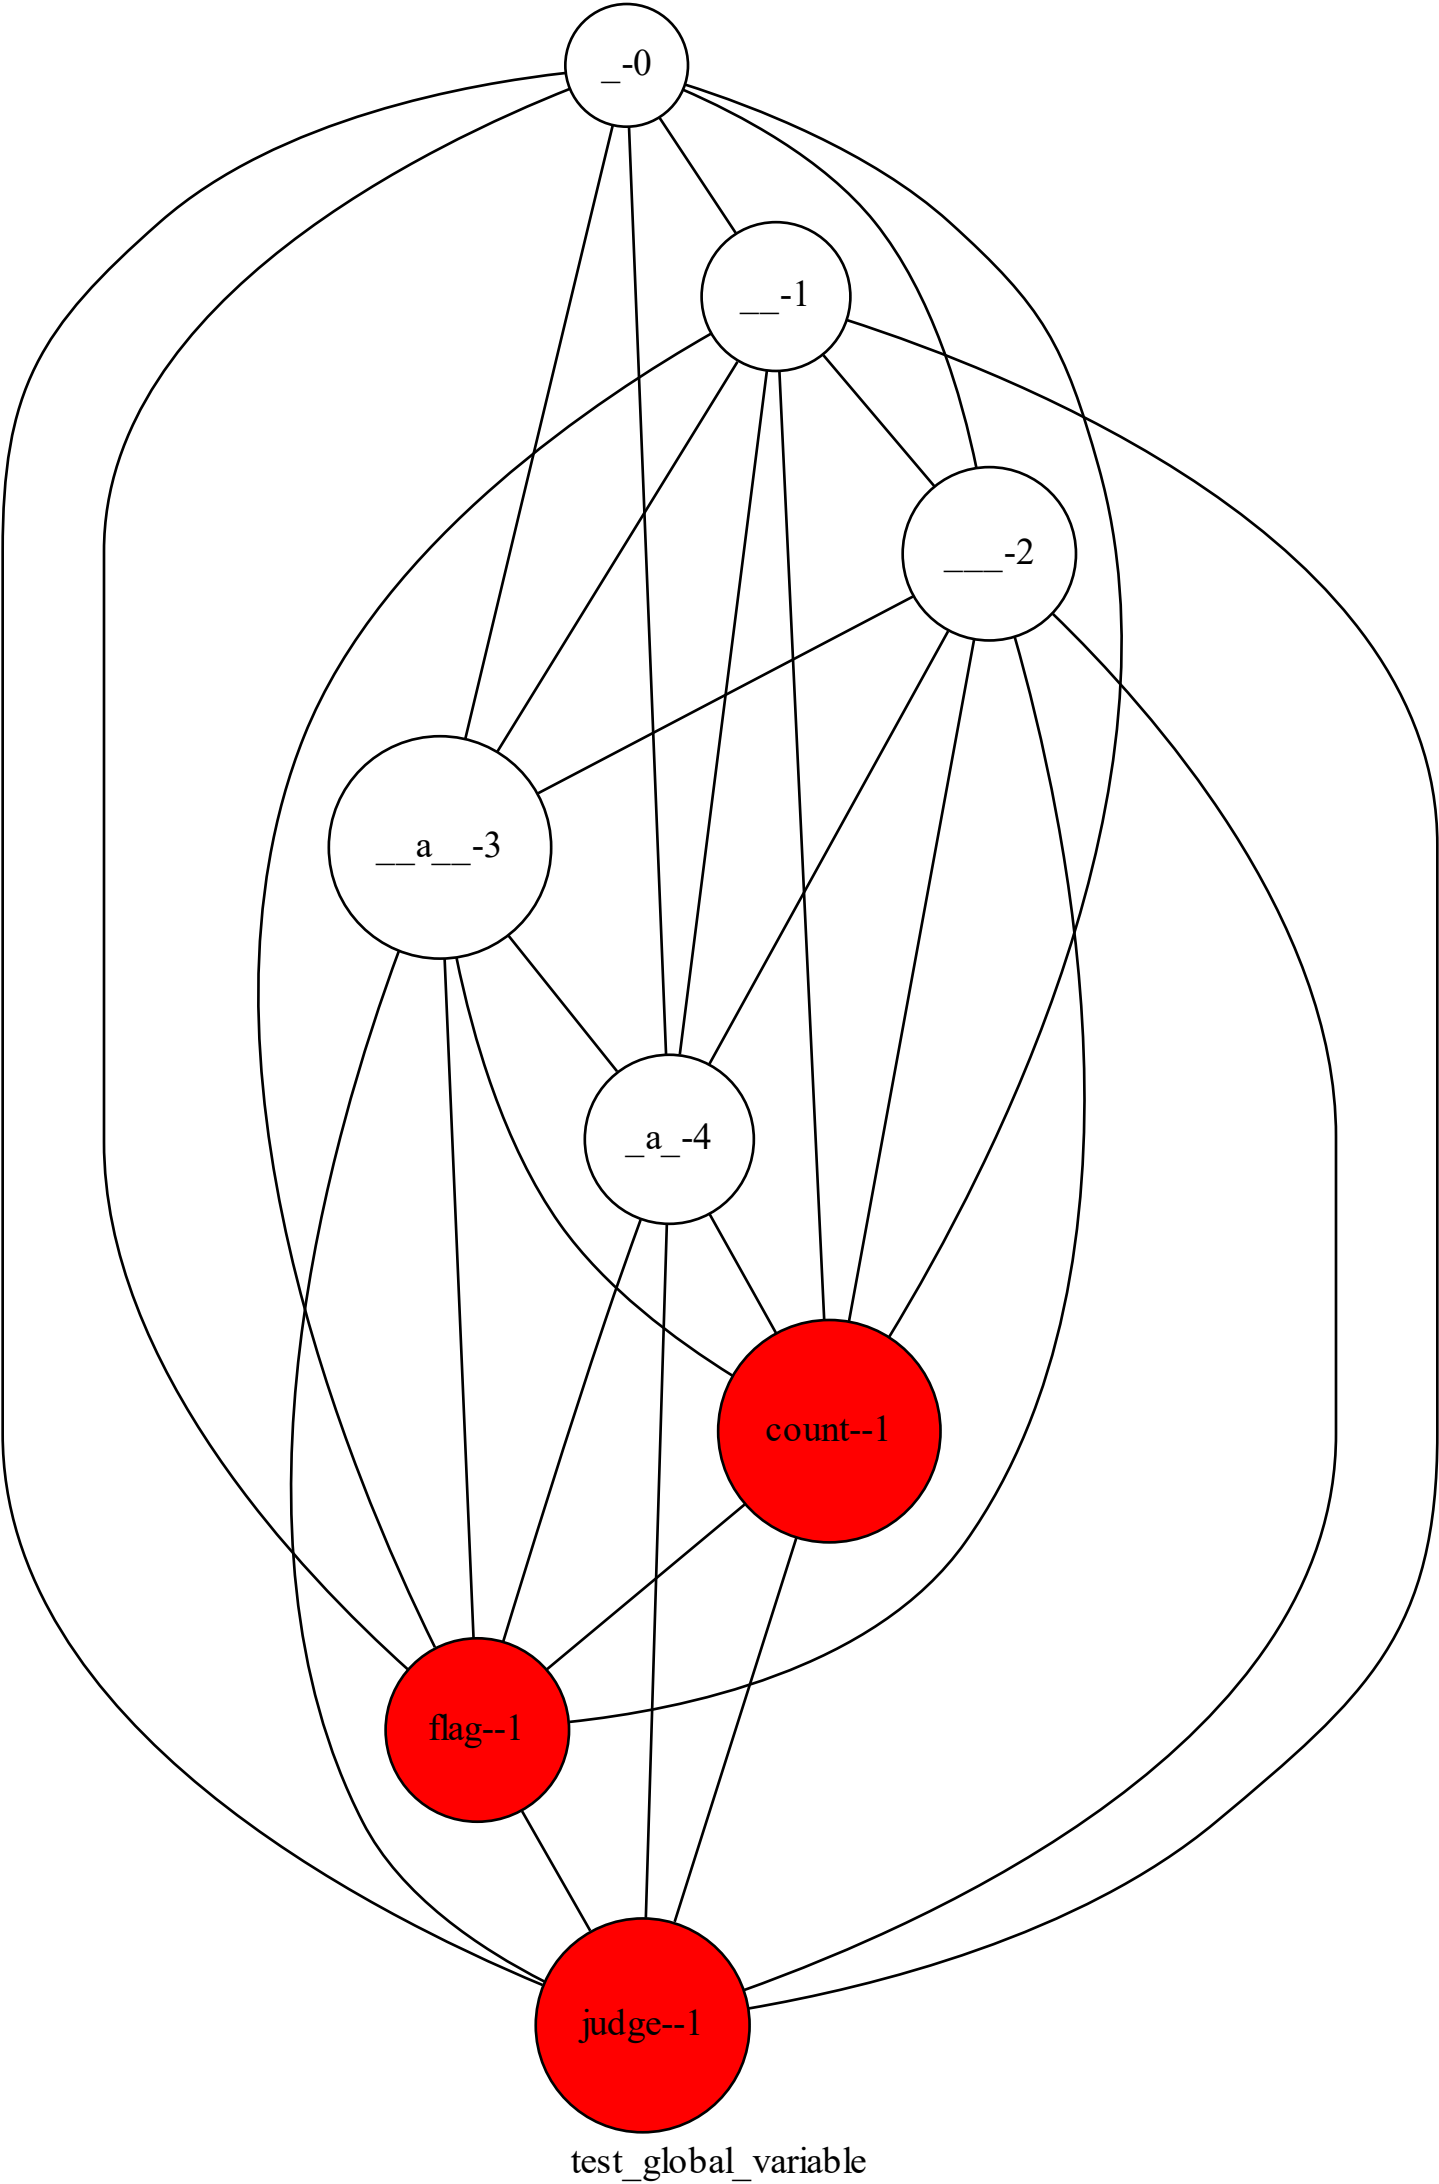 _-0
__-1
___-2
__a__-3
_a_-4
count--1
flag--1
judge--1
test_global_variable